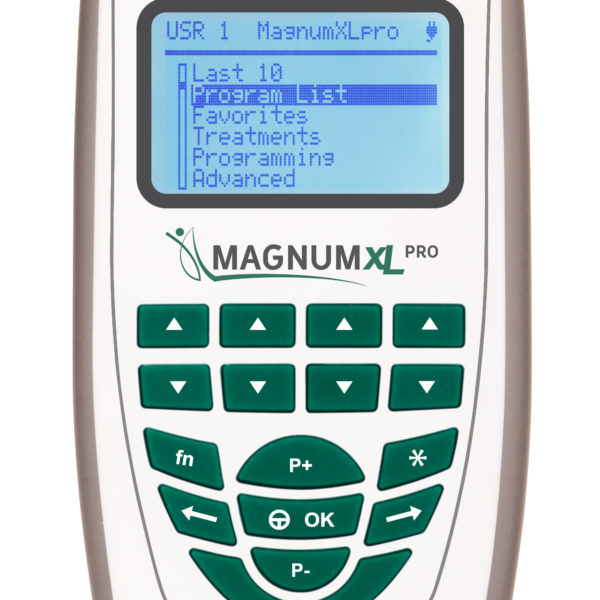 USR 1 MagnumXLpro
Last 10
Program List
Favorites
Treatments
Programming
Advanced
MAGNUM XL PRO
fn
P+
*
OK
P-